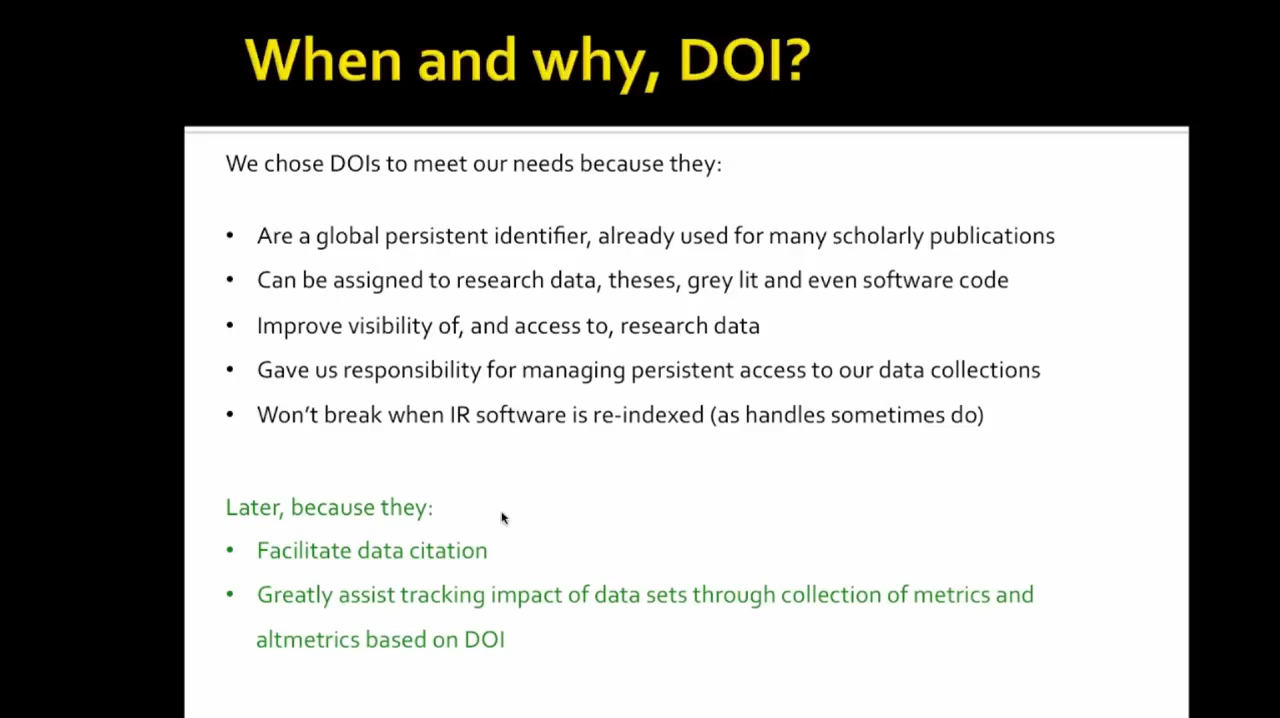 When and why, DOI?
We chose DOIs to meet our needs because they:
• Are a global persistent identifier, already used for many scholarly publications
• Can be assigned to research data, theses, grey lit and even software code
• Improve visibility of, and access to, research data
• Gave us responsibility for managing persistent access to our data collections
• Won’t break when IR software is re-indexed (as handles sometimes do)
Later, because they:
• Facilitate data citation
• Greatly assist tracking impact of data sets through collection of metrics and
altmetrics based on DOI